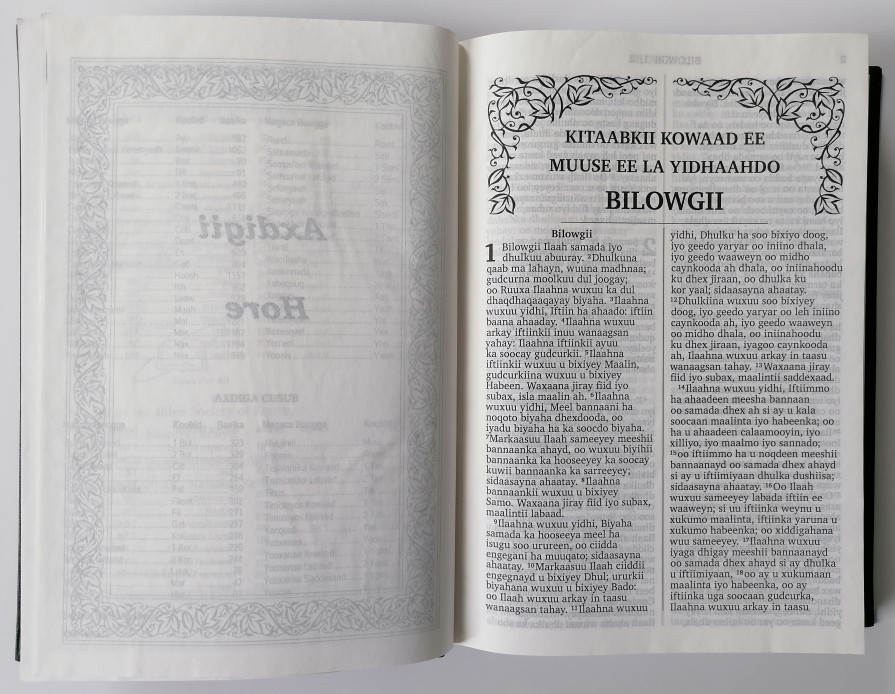 KITAABKII KOWAAD EE
MUUSE EE LA YIDHAAHDO
BILOWGII
Bilowgii
1 Bilowgii Ilaah samada iyo
dhulkuu abuuray. ²Dhulkuna
qaab ma lahayn, wuuna madhnaa;
gudcurna moolkuu dul joogay;
oo Ruuxa Ilaahna wuxuu ka dul
dhaqdhaqaaqayay biyaha. ³Ilaahna
wuxuu yidhi, Iftiin ha ahaado: iftiin
baana ahaaday. ⁴Ilaahna wuxuu
arkay iftiinkii inuu wanaagsan
yahay: Ilaahna iftiinkii ayuu
ka soocay gudcurkii. ⁵Ilaahna
iftiinkii wuxuu u bixiyey Maalin,
gudcurkiina wuxuu u bixiyey
Habeen. Waxaana jiray fiid iyo
subax, isla maalin ah. ⁶Ilaahna
wuxuu yidhi, Meel bannaani ha
noqoto biyaha dhexdooda, oo
iyadu biyaha ha ka soocdo biyaha.
⁷Markaasuu Ilaah sameeyey meeshii
bannaanka ahayd, oo wuxuu biyihii
bannaanka ka hooseeyey ka soocay
kuwii bannaanka ka sarreeyey;
sidaasayna ahaatay. ⁸Ilaahna
bannaankii wuxuu u bixiyey
Samo. Waxaana jiray fiid iyo subax,
maalintii labaad.
⁹Ilaahna wuxuu yidhi, Biyaha
samada ka hooseeya meel ha
isugu soo urureen, oo ciidda
engegani ha muuqato; sidaasayna
ahaatay. ¹⁰Markaasuu Ilaah ciiddii
engegnayd u bixiyey Dhul; ururkii
biyahana wuxuu u bixiyey Bado:
oo Ilaah wuxuu arkay in taasu
wanaagsan tahay. ¹¹Ilaahna wuxuu
yidhi, Dhulku ha soo bixiyo doog,
iyo geedo yaryar oo iniino dhala,
iyo geedo waaweyn oo midho
caynkooda ah dhala, oo iniinahoodu
ku dhex jiraan, oo dhulka ku
kor yaal; sidaasayna ahaatay.
¹²Dhulkiina wuxuu soo bixiyey
doog, iyo geedo yaryar oo leh iniino
caynkooda ah, iyo geedo waaweyn
oo midho dhala, oo iniinahoodu
ku dhex jiraan, iyagoo caynkooda
ah, Ilaahna wuxuu arkay in taasu
wanaagsan tahay. ¹³Waxaana jiray
fiid iyo subax, maalintii saddexaad.
¹⁴Ilaahna wuxuu yidhi, Iftiimmo
ha ahaadeen meesha bannaan
oo samada dhex ah si ay u kala
soocaan maalinta iyo habeenka; oo
ha u ahaadeen calaamooyin, iyo
xilliyo, iyo maalmo iyo sannado;
¹⁵oo iftiimmo ha u noqdeen meeshii
bannaanayd oo samada dhex ahayd
si ay u iftiimiyaan dhulka dushiisa;
sidaasayna ahaatay. ¹⁶Oo Ilaah
wuxuu sameeyey labada iftiin ee
waaweyn; si uu iftiinka weynu u
xukumo maalinta, iftiinka yaruna u
xukumo habeenka; oo xiddigahana
wuu sameeyey. ¹⁷Ilaahna wuxuu
iyaga dhigay meeshii bannaanayd
oo samada dhex ahayd si ay dhulka
u iftiimiyaan, ¹⁸oo ay u xukumaan
maalinta iyo habeenka, oo ay
iftiinka uga soocaan gudcurka,
Ilaahna wuxuu arkay in taasu